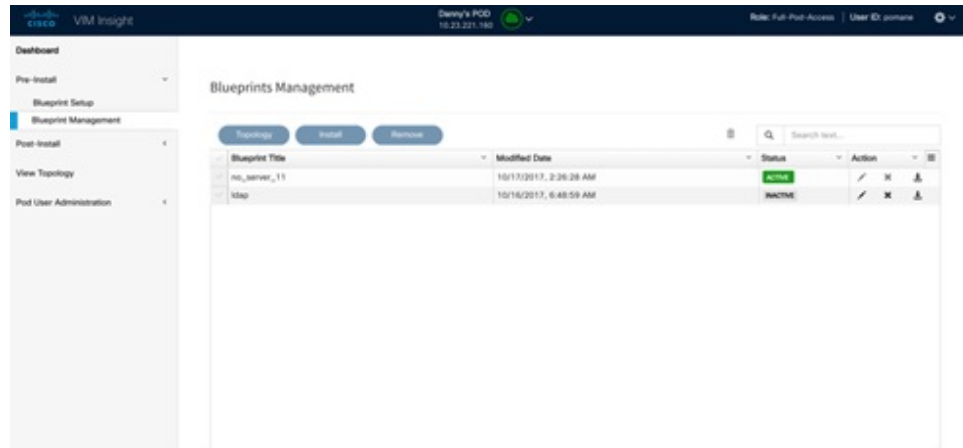 CISCO VIM Insight
Danny's POD
10.23.221.160
Role: Full-Pod-Access | User ID: pomane
Dashboard
Pre-Install
Blueprint Setup
Blueprint Management
Post-Install
View Topology
Pod User Administration
Blueprints Management
Topology Install Remove Search text...
Blueprint Title Modified Date Status Action
no_server_11 10/17/2017, 2:26:28 AM ACTIVE
ldap 10/16/2017, 6:48:59 AM INACTIVE